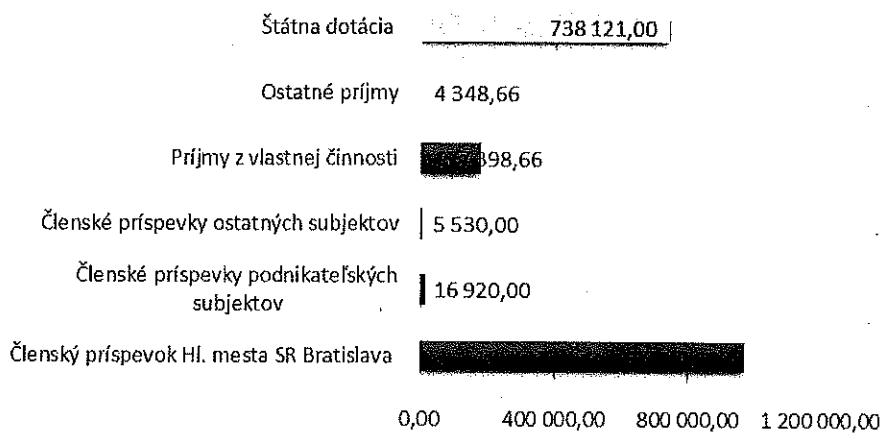 Štátna dotácia 738 121,00
Ostatné príjmy 4 348,66
Príjmy z vlastnej činnosti 398,66
Členské príspevky ostatných subjektov 5 530,00
Členské príspevky podnikateľských
subjektov 16 920,00
Členský príspevok Hl. mesta SR Bratislava
0,00 400 000,00 800 000,00 1 200 000,00